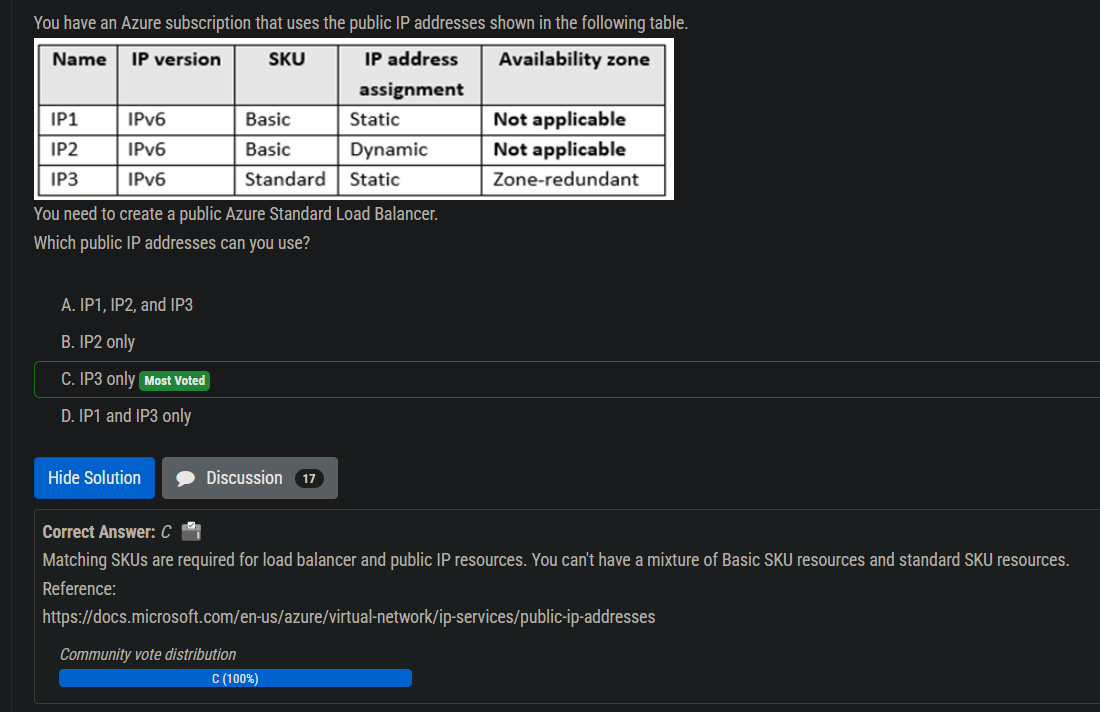 You have an Azure subscription that uses the public IP addresses shown in the following table.
Name IP version SKU IP address assignment Availability zone
IP1 IPv6 Basic Static Not applicable
IP2 IPv6 Basic Dynamic Not applicable
IP3 IPv6 Standard Static Zone-redundant
You need to create a public Azure Standard Load Balancer.
Which public IP addresses can you use?
A. IP1, IP2, and IP3
B. IP2 only
C. IP3 only Most Voted
D. IP1 and IP3 only
Hide Solution Discussion 17
Correct Answer: C
Matching SKUs are required for load balancer and public IP resources. You can't have a mixture of Basic SKU resources and standard SKU resources.
Reference:
https://docs.microsoft.com/en-us/azure/virtual-network/ip-services/public-ip-addresses
Community vote distribution
C (100%)